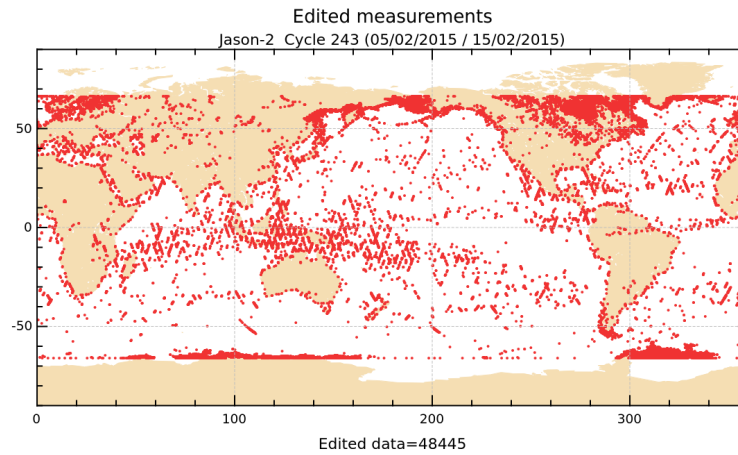 Edited measurements
Jason-2 Cycle 243 (05/02/2015 / 15/02/2015)
50
0
-50
0 100 200 300
Edited data=48445